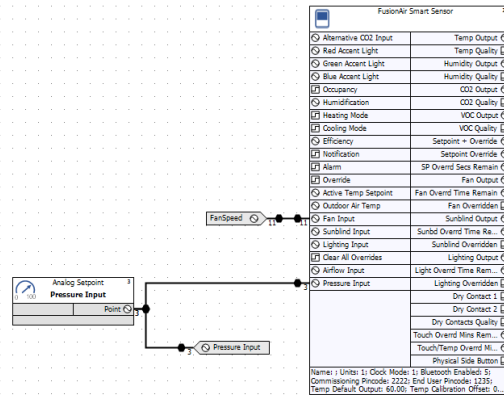 FusionAir Smart Sensor
Alternative CO2 Input Temp Output
Red Accent Light Temp Quality
Green Accent Light Humidity Output
Blue Accent Light Humidity Quality
Occupancy CO2 Output
Humidification CO2 Quality
Heating Mode VOC Output
Cooling Mode VOC Quality
Efficiency Setpoint + Override
Notification Setpoint Override
Alarm SP Overrd Secs Remain
Override Fan Output
Active Temp Setpoint Fan Overrd Time Remain
Outdoor Air Temp Fan Overridden
FanSpeed 11 11 Fan Input Sunblind Output
Sunblind Input Sunbd Overrd Time Re...
Lighting Input Sunblind Overridden
Clear All Overrides Lighting Output
Airflow Input Light Overrd Time Rem...
3 Pressure Input Lighting Overridden
Analog Setpoint 3
Pressure Input
0 100
Point 3
Dry Contact 1
Dry Contact 2
Dry Contacts Quality
Touch Overrd Mins Rem...
3 Pressure Input Touch/Temp Overrd Mi...
Physical Side Button
Name: ; Units: 1; Clock Mode: 1; Bluetooth Enabled: 5;
Commissioning Pincode: 2222; End User Pincode: 1235;
Temp Default Output: 60.00; Temp Calibration Offset: 0...